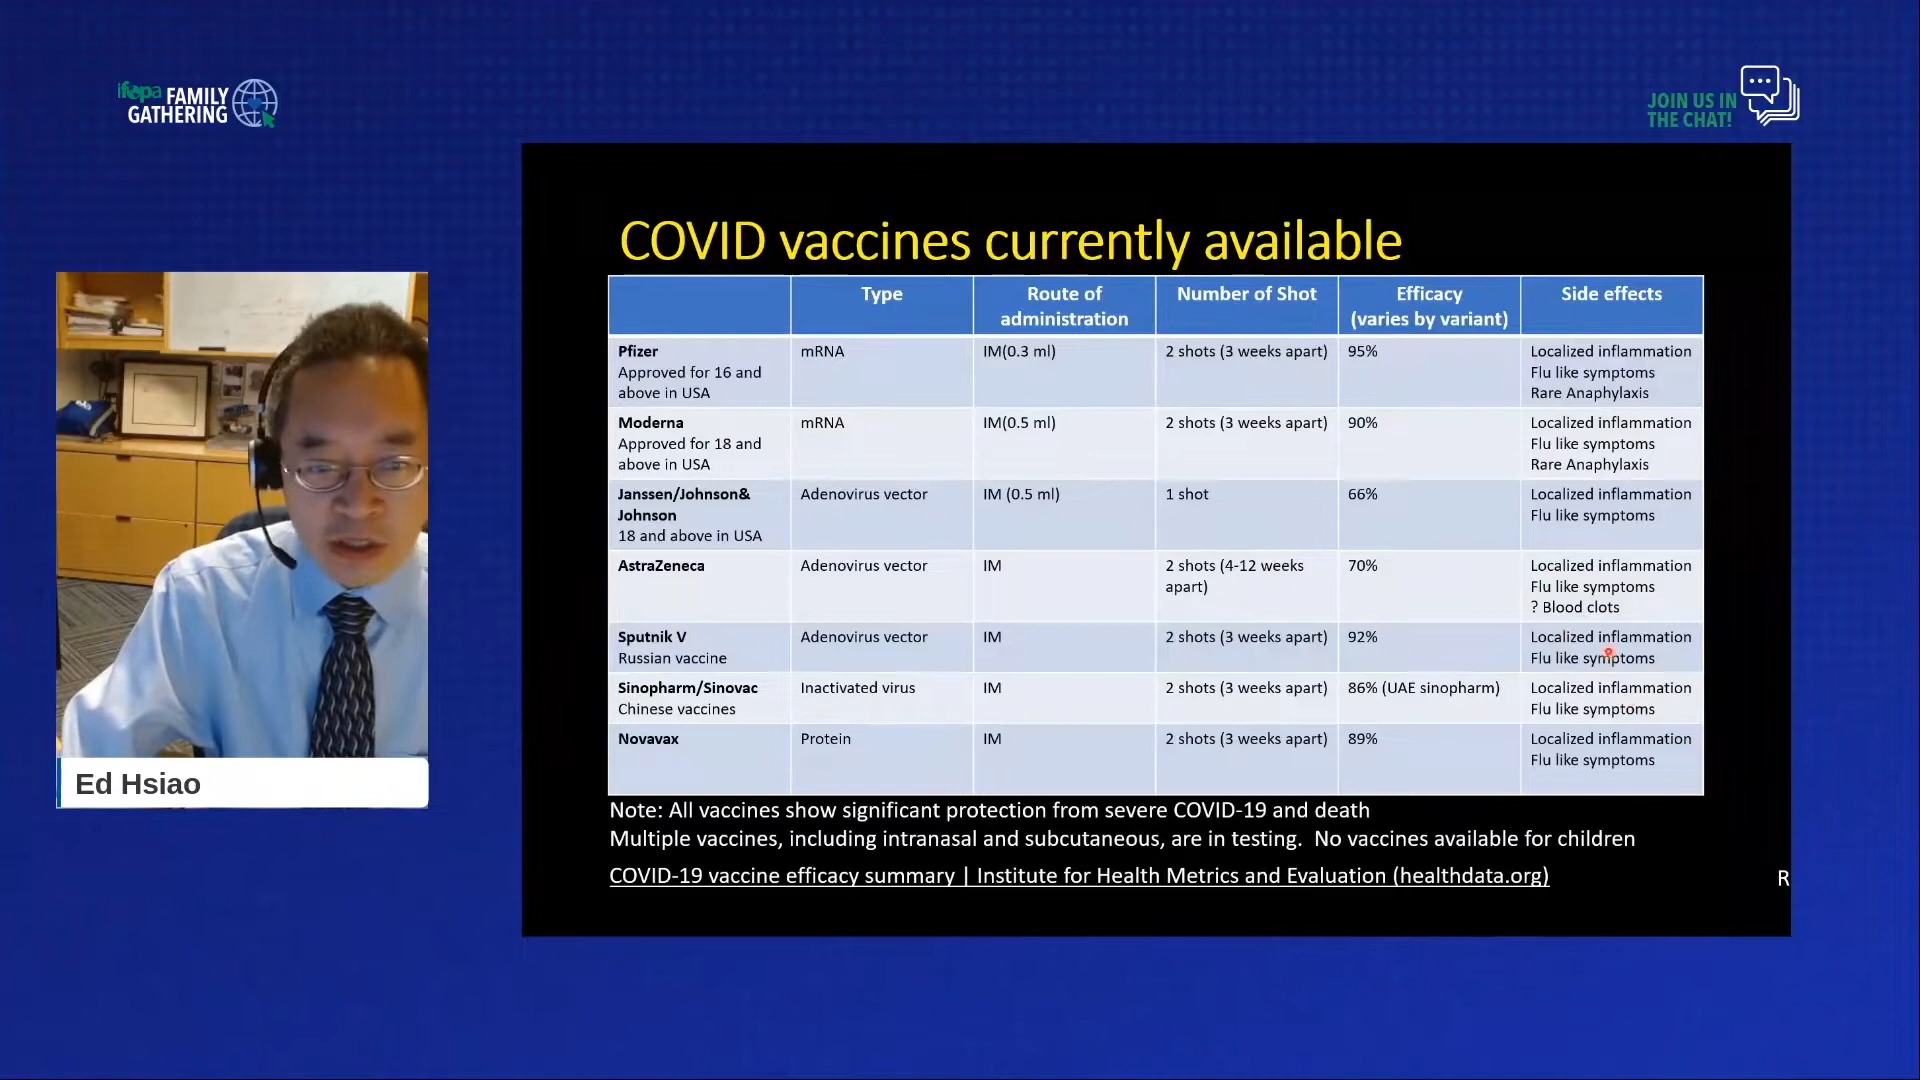 ifopa FAMILY
GATHERING
JOIN US IN
THE CHAT!
COVID vaccines currently available
Type
Route of
administration
Number of Shot
Efficacy
(varies by variant)
Side effects
Pfizer
Approved for 16 and
above in USA
mRNA
IM(0.3 ml)
2 shots (3 weeks apart)
95%
Localized inflammation
Flu like symptoms
Rare Anaphylaxis
Moderna
Approved for 18 and
above in USA
mRNA
IM(0.5 ml)
2 shots (3 weeks apart)
90%
Localized inflammation
Flu like symptoms
Rare Anaphylaxis
Janssen/Johnson&
Johnson
18 and above in USA
Adenovirus vector
IM (0.5 ml)
1 shot
66%
Localized inflammation
Flu like symptoms
AstraZeneca
Adenovirus vector
IM
2 shots (4-12 weeks
apart)
70%
Localized inflammation
Flu like symptoms
? Blood clots
Sputnik V
Russian vaccine
Adenovirus vector
IM
2 shots (3 weeks apart)
92%
Localized inflammation
Flu like symptoms
Sinopharm/Sinovac
Chinese vaccines
Inactivated virus
IM
2 shots (3 weeks apart)
86% (UAE sinopharm)
Localized inflammation
Flu like symptoms
Novavax
Protein
IM
2 shots (3 weeks apart)
89%
Localized inflammation
Flu like symptoms
Note: All vaccines show significant protection from severe COVID-19 and death
Multiple vaccines, including intranasal and subcutaneous, are in testing. No vaccines available for children
COVID-19 vaccine efficacy summary | Institute for Health Metrics and Evaluation (healthdata.org)
R
Ed Hsiao